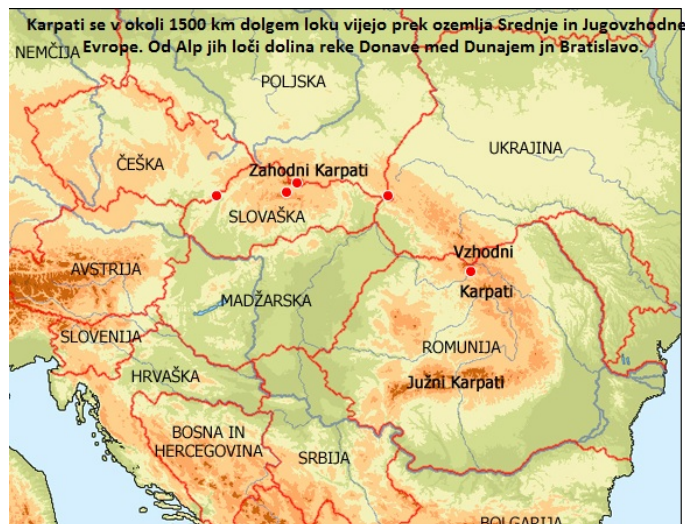 Karpati se v okoli 1500 km dolgem loku vijejo prek ozemlja Srednje in Jugovzhodne
Evrope. Od Alp jih loči dolina reke Donave med Dunajem jn Bratislavo.
NEMČIJA
POLJSKA
UKRAJINA
ČEŠKA
Zahodni Karpati
SLOVAŠKA
Vzhodni
Karpati
AVSTRIJA
MADŽARSKA
SLOVENIJA
ROMUNIJA
HRVAŠKA
Južni Karpati
BOSNA IN
HERCEGOVINA
SRBIJA
BOLGARIJA